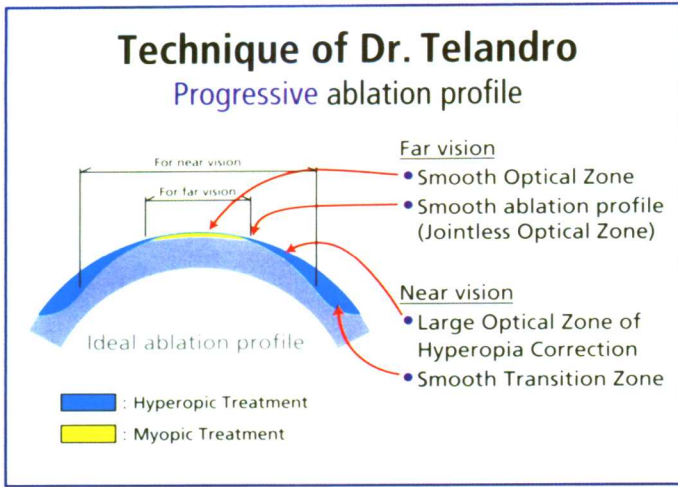 Technique of Dr. Telandro
Progressive ablation profile
For near vision
For far vision
Far vision
• Smooth Optical Zone
• Smooth ablation profile
(Jointless Optical Zone)
Near vision
• Large Optical Zone of
Hyperopia Correction
• Smooth Transition Zone
Ideal ablation profile
: Hyperopic Treatment
: Myopic Treatment